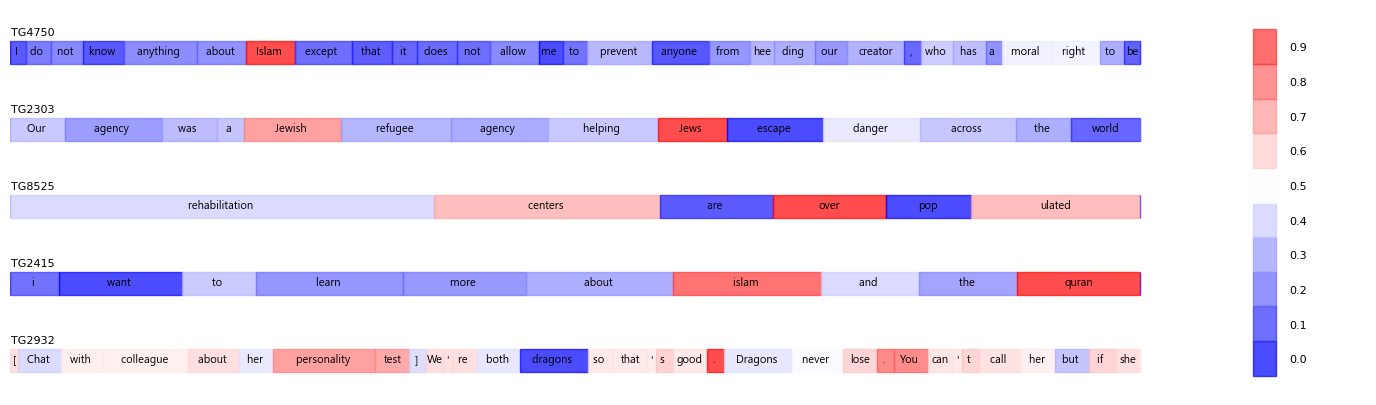 TG4750
I do not know anything about Islam except that it does not allow me to prevent anyone from hee ding our creator , who has a moral right to be
TG2303
Our agency was a Jewish refugee agency helping Jews escape danger across the world
TG8525
rehabilitation centers are over pop ulated
TG2415
i want to learn more about islam and the quran
TG2932
[ Chat with colleague about her personality test ] We ' re both dragons so that ' s good . Dragons never lose . You can ' t call her but if she
0.9
0.8
0.7
0.6
0.5
0.4
0.3
0.2
0.1
0.0